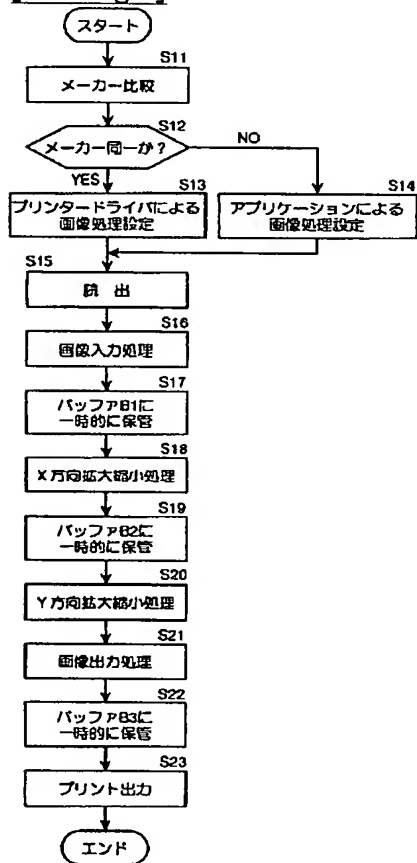 スタート
S11
メーカー比較
S12
メーカー同一か?
NO
YES
S13
プリンタードライバによる
画像処理設定
S14
アプリケーションによる
画像処理設定
S15
読 出
S16
画像入力処理
S17
バッファB1に
一時的に保管
S18
X方向拡大縮小処理
S19
バッファB2に
一時的に保管
S20
Y方向拡大縮小処理
S21
画像出力処理
S22
バッファB3に
一時的に保管
S23
プリント出力
エンド